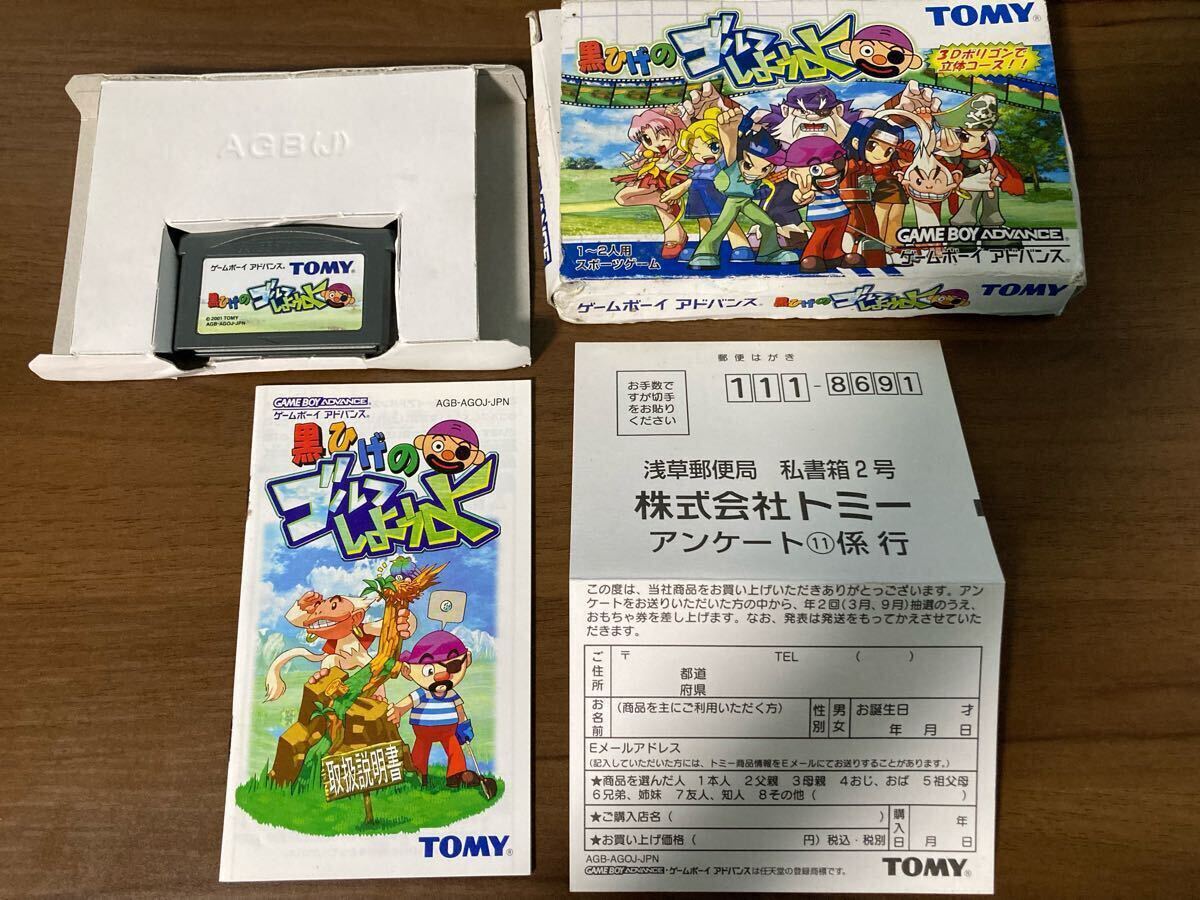 AGB(J)
ゲームボーイ アドバンス TOMY
黒ひげの
ゴルフしようよ
© 2001 TOMY
AGB-AGOJ-JPN
TOMY®
黒ひげの
ゴルフしようよ
3Dポリゴンで
立体コース!!
1～2人用
スポーツゲーム
GAME BOY ADVANCE
ゲームボーイ アドバンス
ゲームボーイ アドバンス 黒ひげの ゴルフしようよ TOMY
GAME BOY ADVANCE
ゲームボーイ アドバンス
AGB-AGOJ-JPN
黒ひげの
ゴルフ
しようよ
取扱説明書
TOMY®
郵便はがき
お手数で
すが切手
をお貼り
ください
111-8691
浅草郵便局 私書箱2号
株式会社トミー
アンケート⑪係 行
この度は、当社商品をお買い上げいただきありがとっございます。アン
ケートをお送りいただいた方の中から、年2回(3月、9月)抽選のうえ、
おもちゃ券を差し上げます。なお、発表は発送をもってかえさせていた
だきます。
ご住所 〒 TEL ( )
都道
府県
お名前 (商品を主にご利用いただく方) 性別 男女 お誕生日 才
年 月 日
Eメールアドレス
(記入していただいた方には、トミー商品情報をEメールにてお送りすることがあります。)
★商品を選んだ人 1本人 2父親 3母親 4おじ、おば 5祖父母
6兄弟、姉妹 7友人、知人 8その他( )
★ご購入店名( ) 購入日 年
★お買い上げ価格( 円)税込・税別 月 日
AGB-AGOJ-JPN
GAME BOY ADVANCE・ゲームボーイ アドバンスは任天堂の登録商標です。
TOMY®